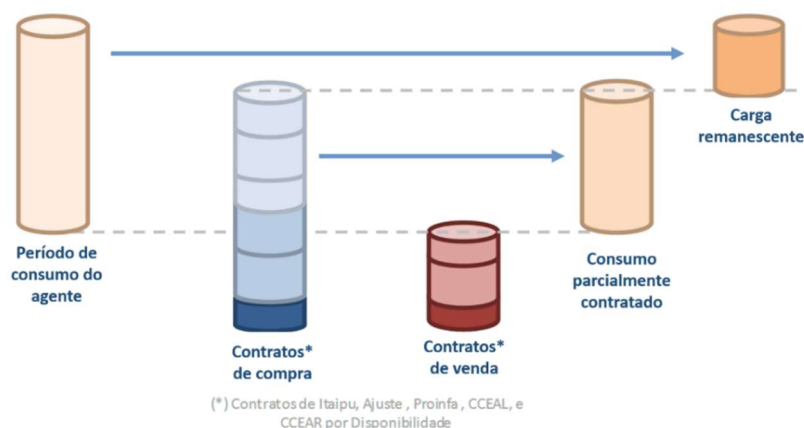 Carga
remanescente
Período de
consumo do
agente
Contratos*
de compra
Contratos*
de venda
Consumo
parcialmente
contratado
(*) Contratos de Itaipu, Ajuste , Proinfa , CCEAL, e
CCEAR por Disponibilidade